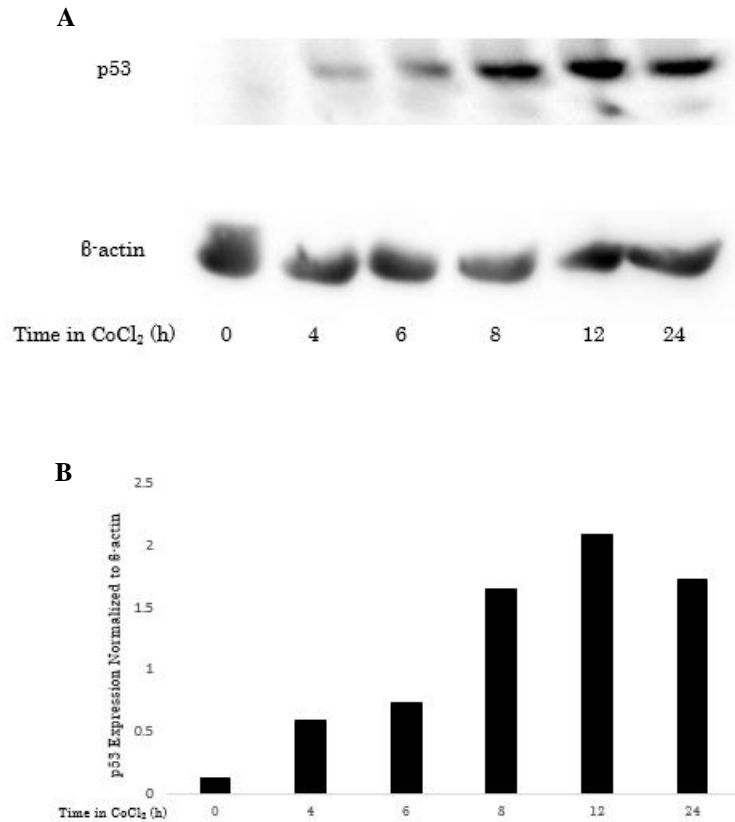 A
p53
β-actin
Time in CoCl₂ (h) 0 4 6 8 12 24
B
p53 Expression Normalized to β-actin
2.5
2
1.5
1
0.5
0
Time in CoCl₂ (h) 0 4 6 8 12 24